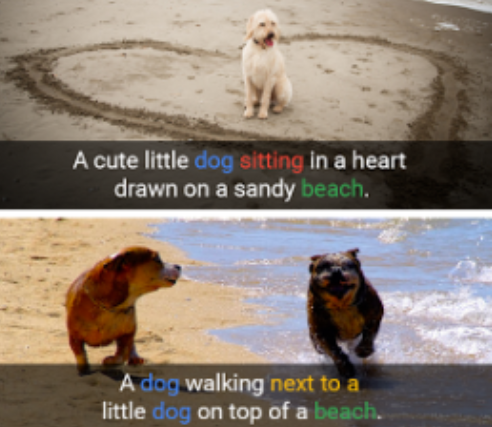 A cute little dog sitting in a heart
drawn on a sandy beach.
A dog walking next to a
little dog on top of a beach.